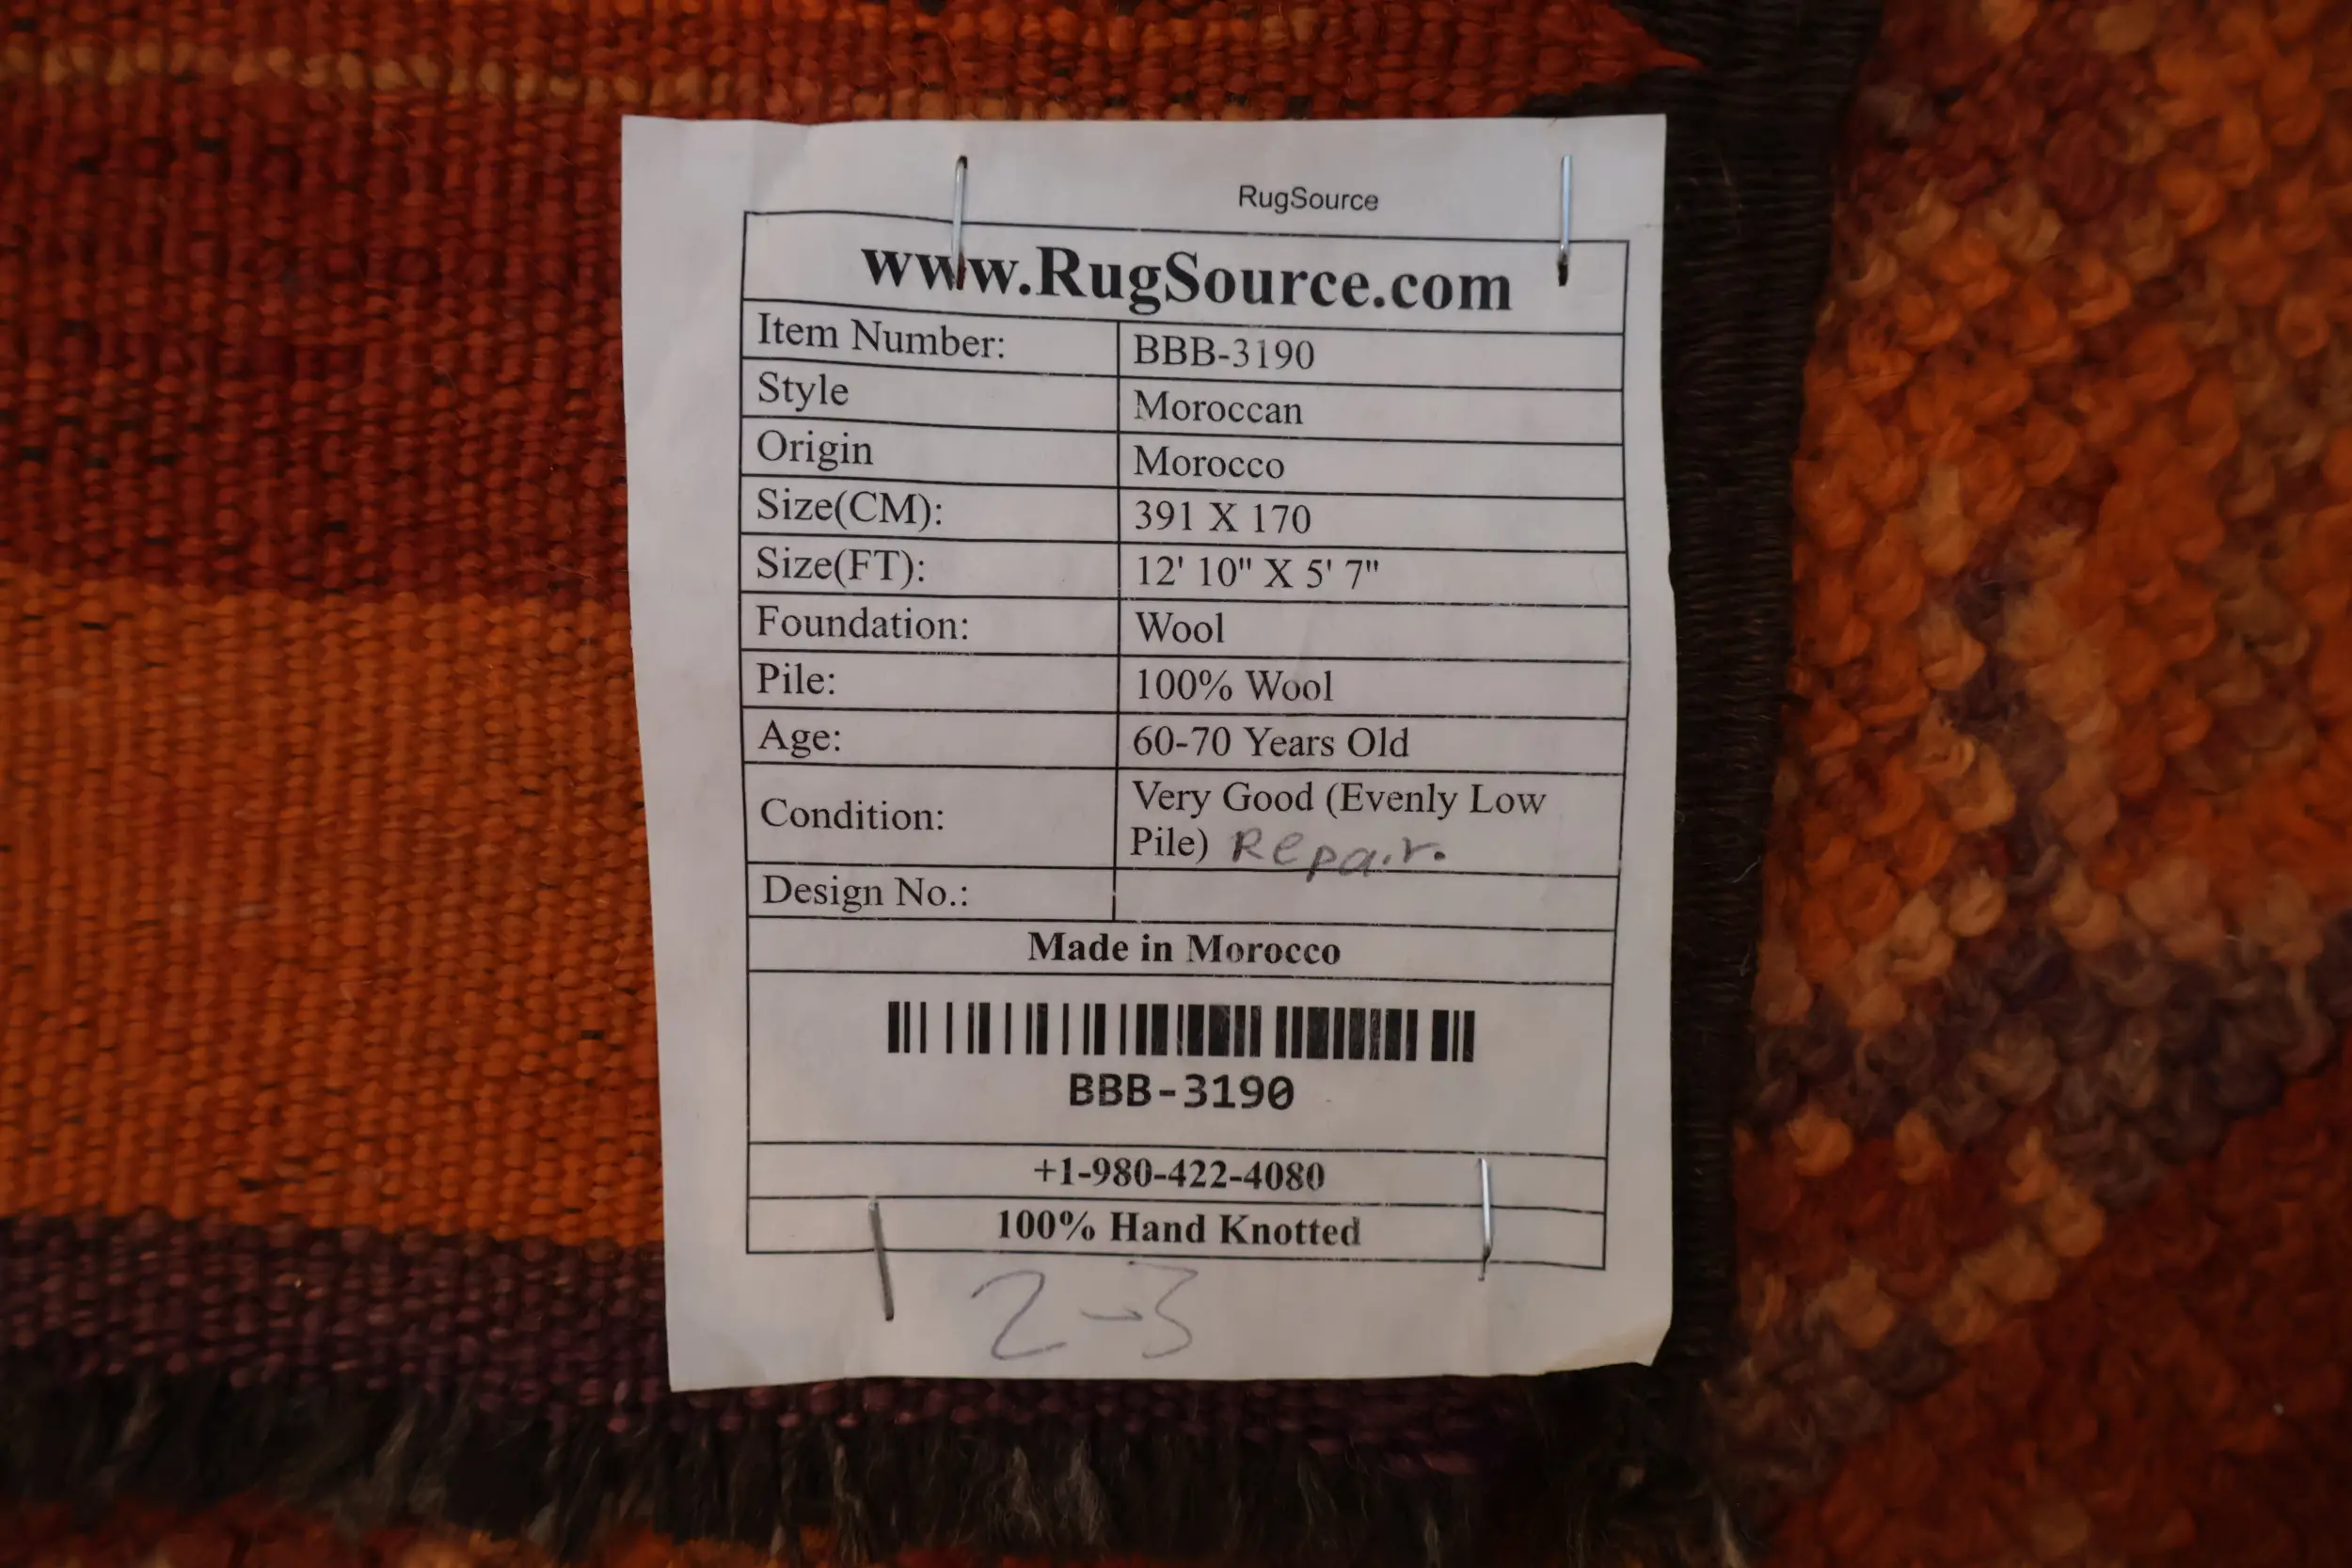 RugSource
www.RugSource.com
Item Number: BBB-3190
Style Moroccan
Origin Morocco
Size(CM): 391 X 170
Size(FT): 12' 10" X 5' 7"
Foundation: Wool
Pile: 100% Wool
Age: 60-70 Years Old
Condition: Very Good (Evenly Low
Pile) Repair.
Design No.:
Made in Morocco
BBB-3190
+1-980-422-4080
100% Hand Knotted
2-3